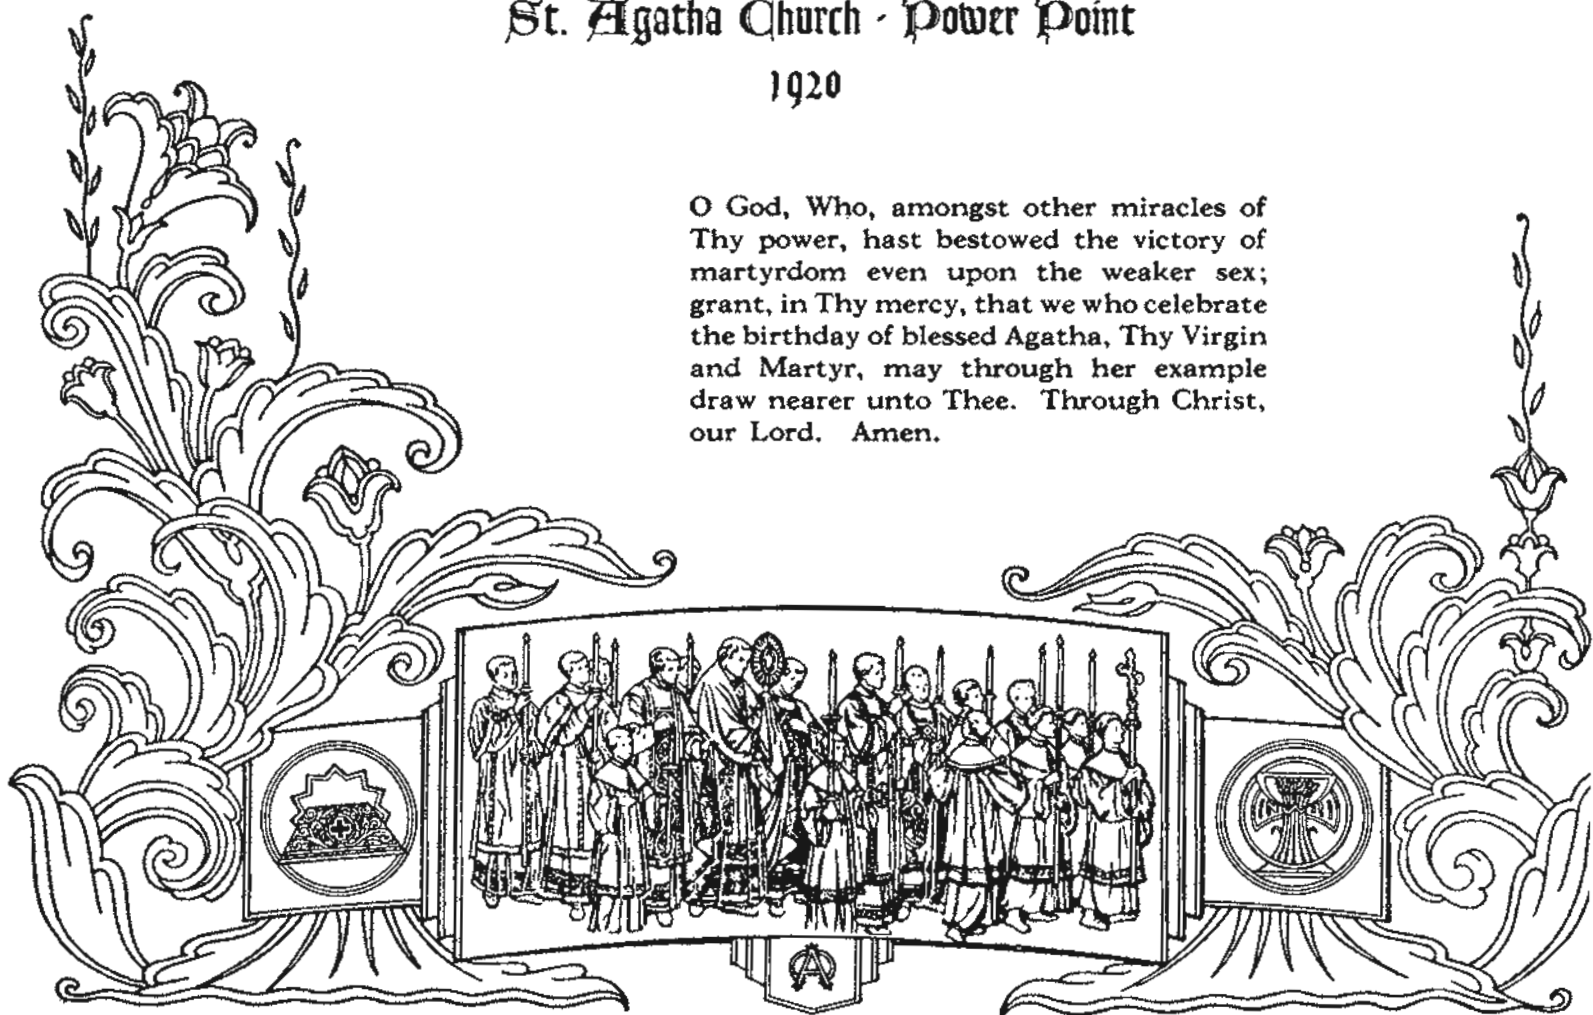 St. Agatha Church - Power Point
1920
O God, Who, amongst other miracles of
Thy power, hast bestowed the victory of
martyrdom even upon the weaker sex;
grant, in Thy mercy, that we who celebrate
the birthday of blessed Agatha, Thy Virgin
and Martyr, may through her example
draw nearer unto Thee. Through Christ,
our Lord. Amen.